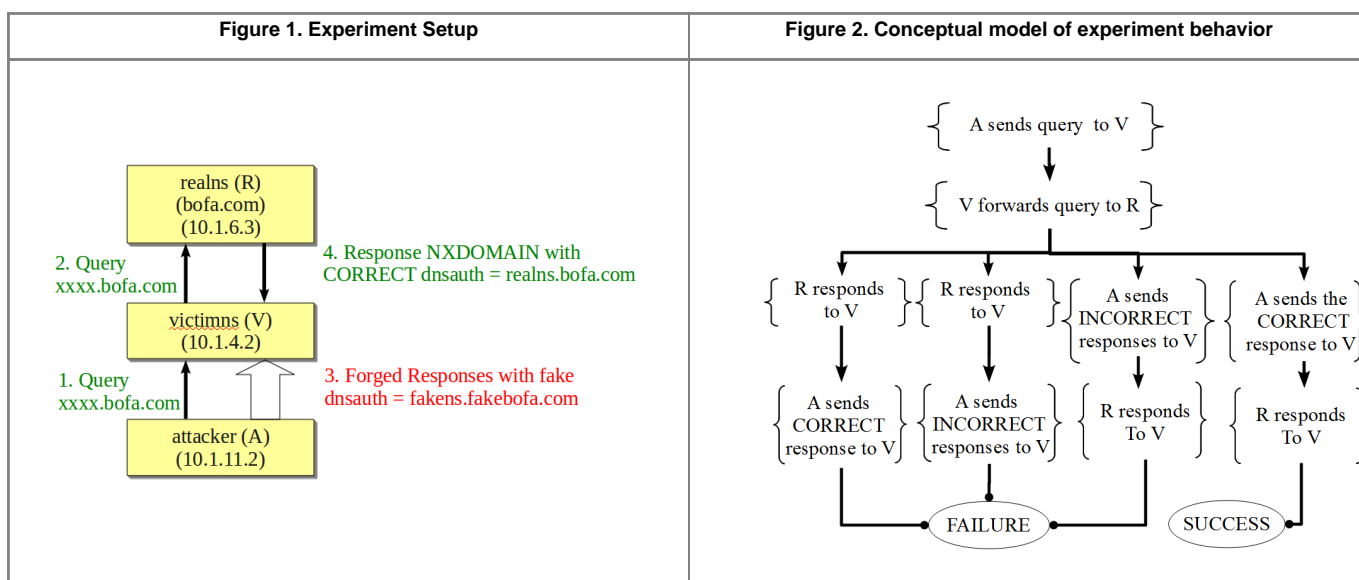 Figure 1. Experiment Setup
realns (R)
(bofa.com)
(10.1.6.3)
2. Query
xxxx.bofa.com
4. Response NXDOMAIN with
CORRECT dnsauth = realns.bofa.com
victimns (V)
(10.1.4.2)
1. Query
xxxx.bofa.com
3. Forged Responses with fake
dnsauth = fakens.fakebofa.com
attacker (A)
(10.1.11.2)
Figure 2. Conceptual model of experiment behavior
A sends query to V
V forwards query to R
R responds
to V
R responds
to V
A sends
INCORRECT
responses to V
A sends the
CORRECT
response to V
A sends
CORRECT
response to V
A sends
INCORRECT
responses to V
R responds
To V
R responds
To V
FAILURE
SUCCESS